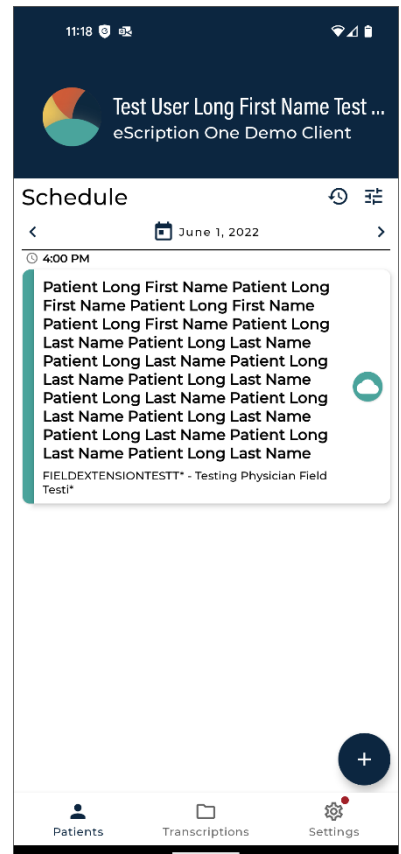 11:18
Test User Long First Name Test ...
eScription One Demo Client
Schedule
June 1, 2022
4:00 PM
Patient Long First Name Patient Long
First Name Patient Long First Name
Patient Long First Name Patient Long
Last Name Patient Long Last Name
Patient Long Last Name Patient Long
Last Name Patient Long Last Name
Patient Long Last Name Patient Long
Last Name Patient Long Last Name
Patient Long Last Name Patient Long
Last Name Patient Long Last Name
FIELDEXTENSIONTESTT* - Testing Physician Field
Testi*
Patients
Transcriptions
Settings